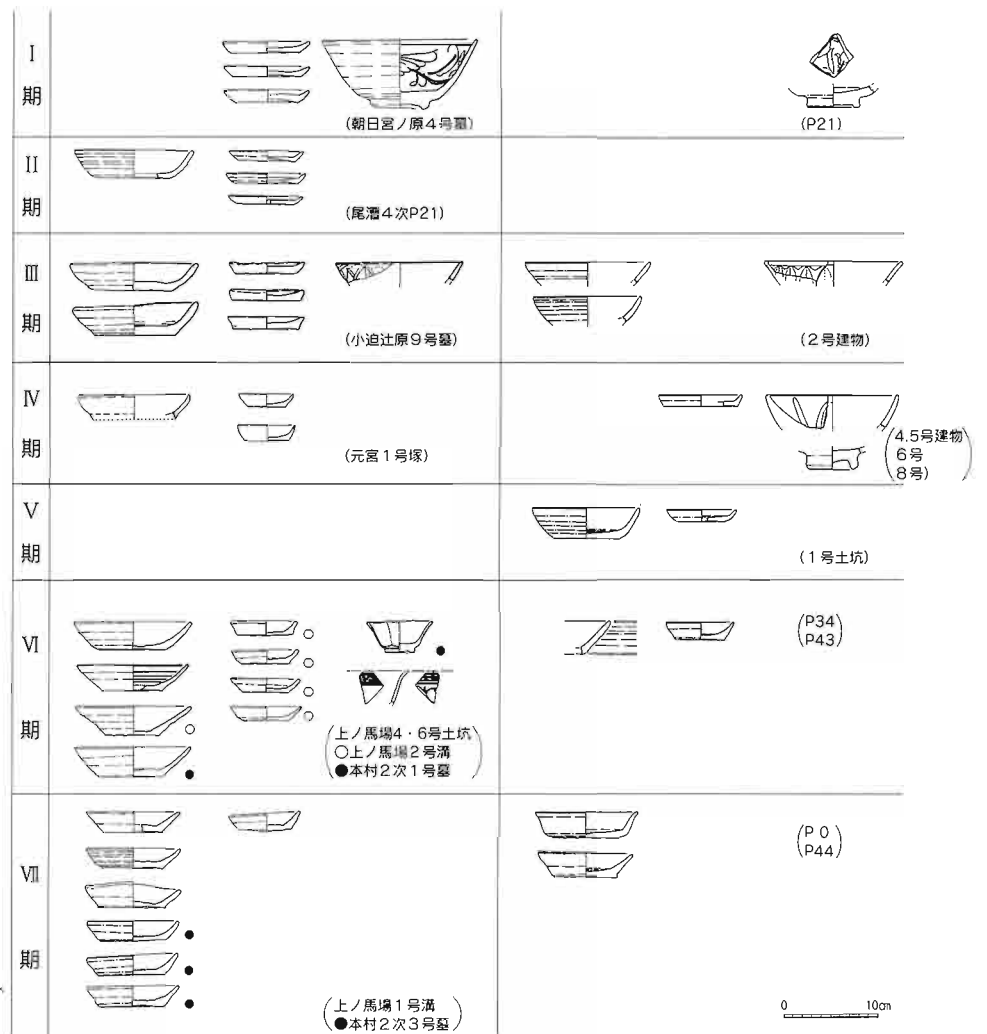 Ⅰ
期
(朝日宮ノ原4号墓)
(P21)
Ⅱ
期
(尾漕4次P21)
Ⅲ
期
(小迫辻原9号墓)
(2号建物)
Ⅳ
期
(元宮1号塚)
(4.5号建物
6号
8号)
Ⅴ
期
(1号土坑)
Ⅵ
期
○
○
○
○
○
●
●
(上ノ馬場4・6号土坑
○上ノ馬場2号溝
●本村2次1号墓)
(P34
P43)
Ⅶ
期
●
●
●
(上ノ馬場1号溝
●本村2次3号墓)
(P0
P44)
0 10cm